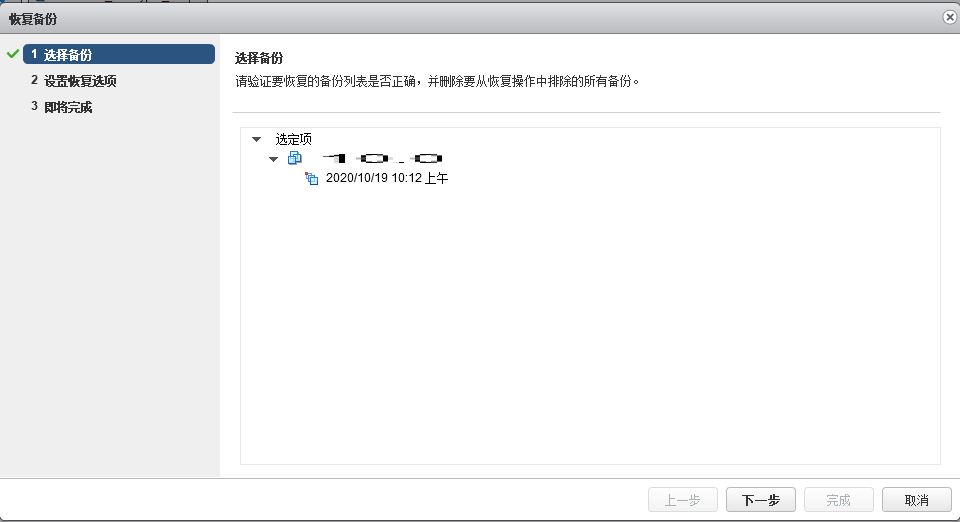 恢复备份
1 选择备份
2 设置恢复选项
3 即将完成
选择备份
请验证要恢复的备份列表是否正确，并删除要从恢复操作中排除的所有备份。
选定项
2020/10/19 10:12 上午
上一步
下一步
完成
取消